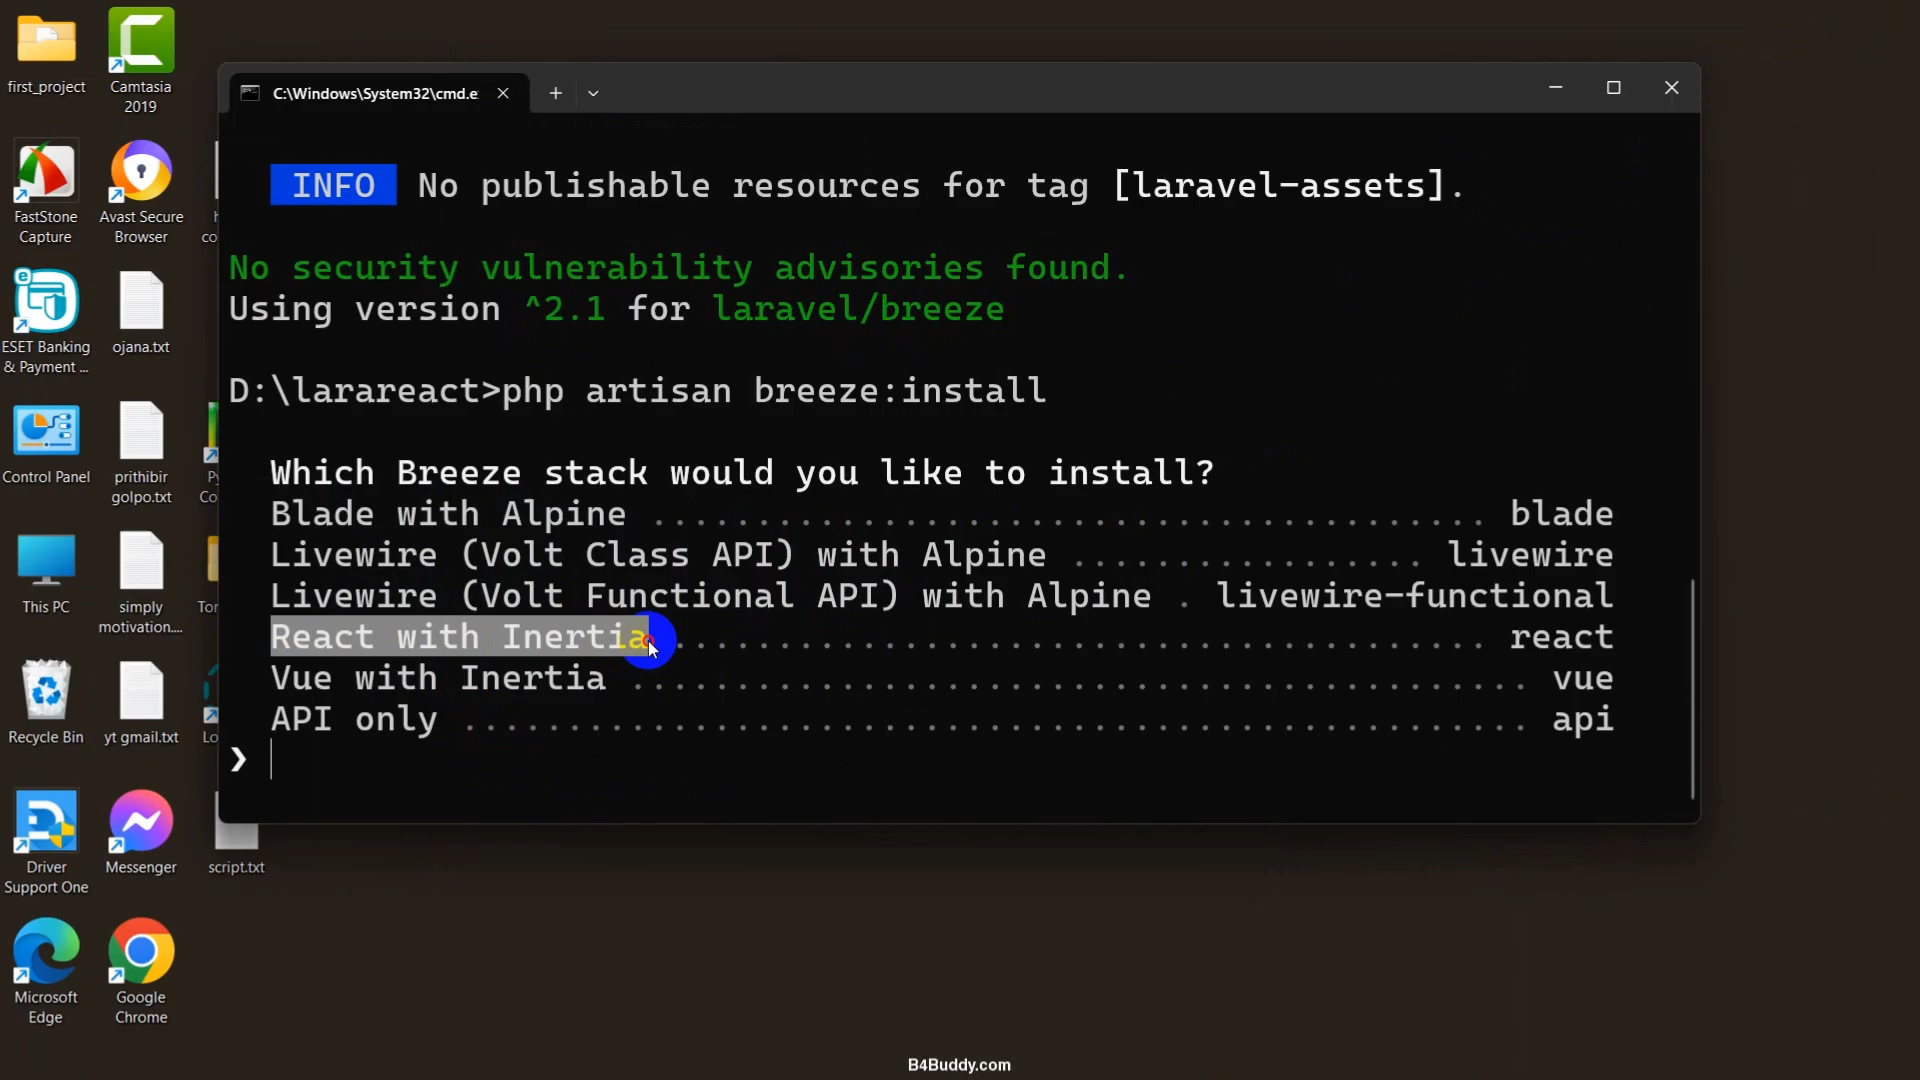 first_project
Camtasia
2019
FastStone
Capture
Avast Secure
Browser
ESET Banking
& Payment ...
ojana.txt
Control Panel
prithibir
golpo.txt
This PC
simply
motivation....
Recycle Bin
yt gmail.txt
Driver
Support One
Messenger
script.txt
Microsoft
Edge
Google
Chrome
C:\Windows\System32\cmd.e
INFO No publishable resources for tag [laravel-assets].
No security vulnerability advisories found.
Using version ^2.1 for laravel/breeze
D:\larareact>php artisan breeze:install
Which Breeze stack would you like to install?
Blade with Alpine ........................................ blade
Livewire (Volt Class API) with Alpine ................. livewire
Livewire (Volt Functional API) with Alpine . livewire-functional
React with Inertia ....................................... react
Vue with Inertia ........................................... vue
API only ................................................... api
❯
B4Buddy.com